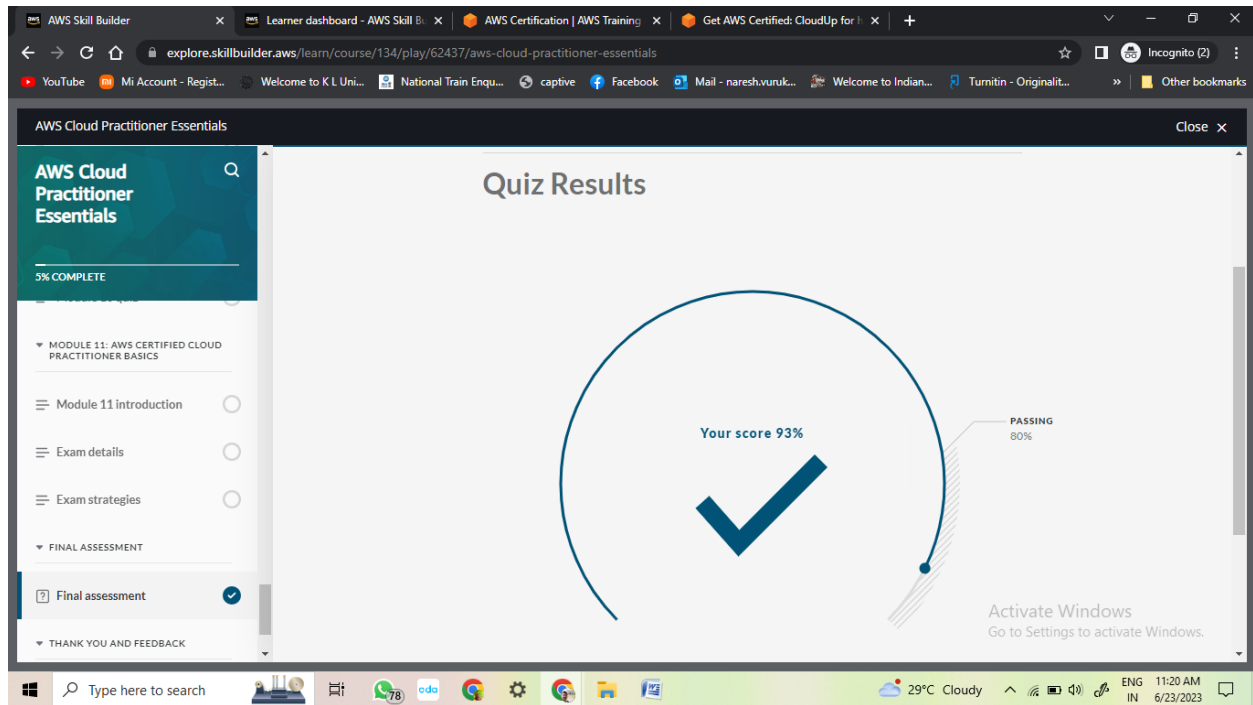 AWS Skill Builder
Learner dashboard - AWS Skill Bu
AWS Certification | AWS Training
Get AWS Certified: CloudUp for h
explore.skillbuilder.aws/learn/course/134/play/62437/aws-cloud-practitioner-essentials
Incognito (2)
YouTube
Mi Account - Regist...
Welcome to K L Uni...
National Train Enqu...
captive
Facebook
Mail - naresh.vuruk...
Welcome to Indian...
Turnitin - Originalit...
»
Other bookmarks
AWS Cloud Practitioner Essentials
Close
AWS Cloud
Practitioner
Essentials
5% COMPLETE
MODULE 11: AWS CERTIFIED CLOUD
PRACTITIONER BASICS
Module 11 introduction
Exam details
Exam strategies
FINAL ASSESSMENT
Final assessment
THANK YOU AND FEEDBACK
Quiz Results
Your score 93%
PASSING
80%
Activate Windows
Go to Settings to activate Windows.
Type here to search
78
oda
29°C Cloudy
ENG
IN
11:20 AM
6/23/2023